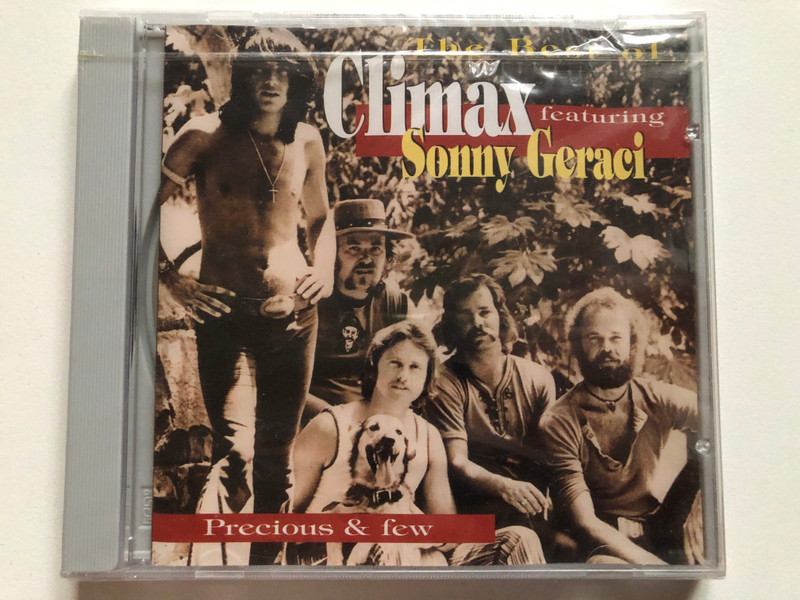 The Best of
Climax
featuring
Sonny Geraci
Precious & few